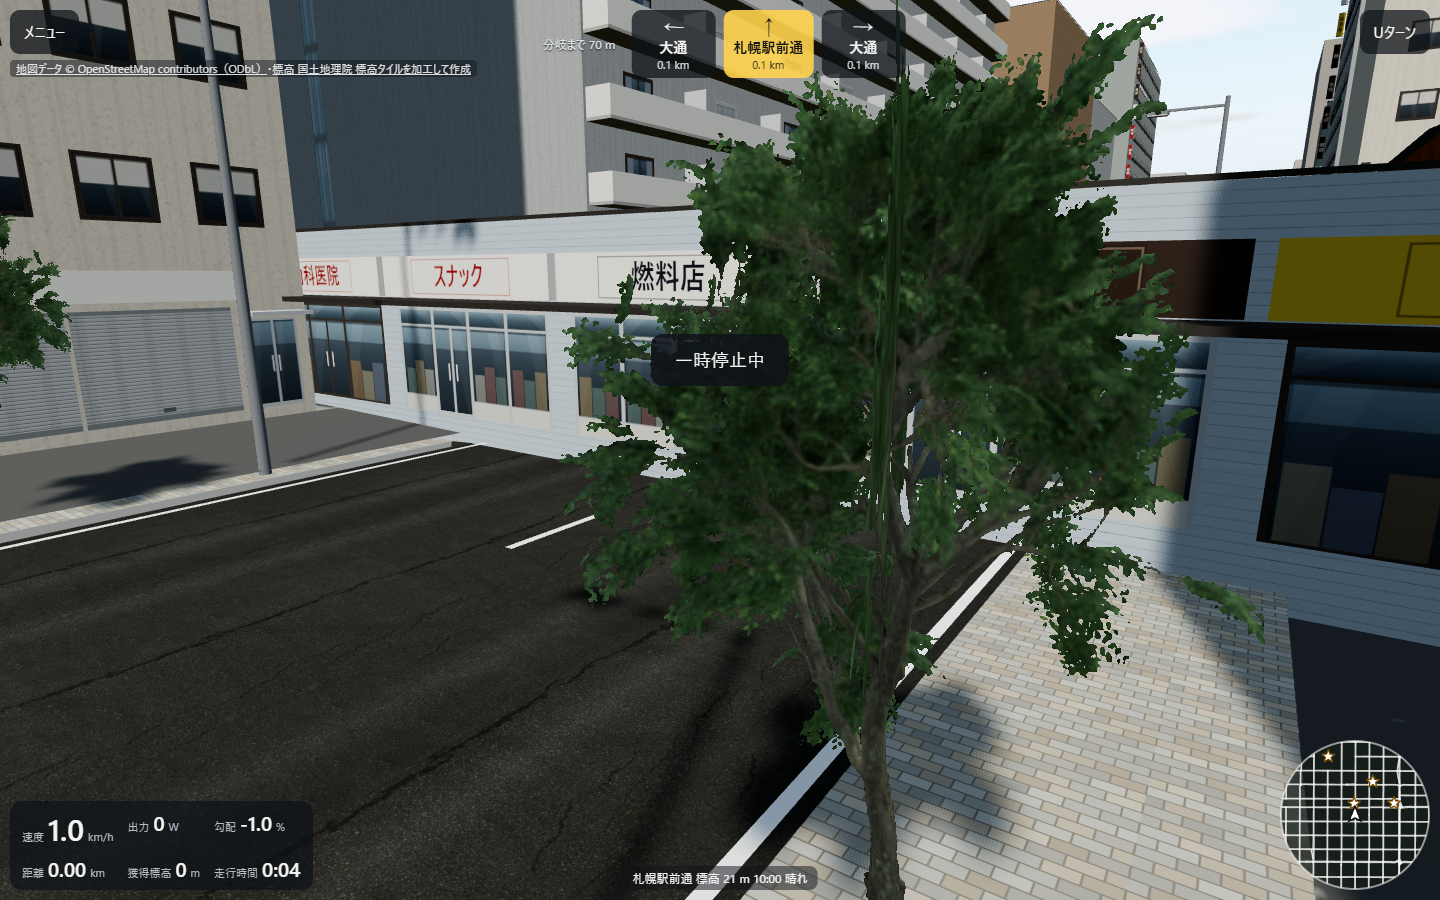 メニュー
地図データ © OpenStreetMap contributors（ODbL）・標高 国土地理院 標高タイルを加工して作成
分岐まで 70 m
←
大通
0.1 km
↑
札幌駅前通
0.1 km
→
大通
0.1 km
Uターン
科医院
スナック
燃料店
一時停止中
速度 1.0 km/h
出力 0 W
勾配 -1.0 %
距離 0.00 km
獲得標高 0 m
走行時間 0:04
札幌駅前通 標高 21 m 10:00 晴れ